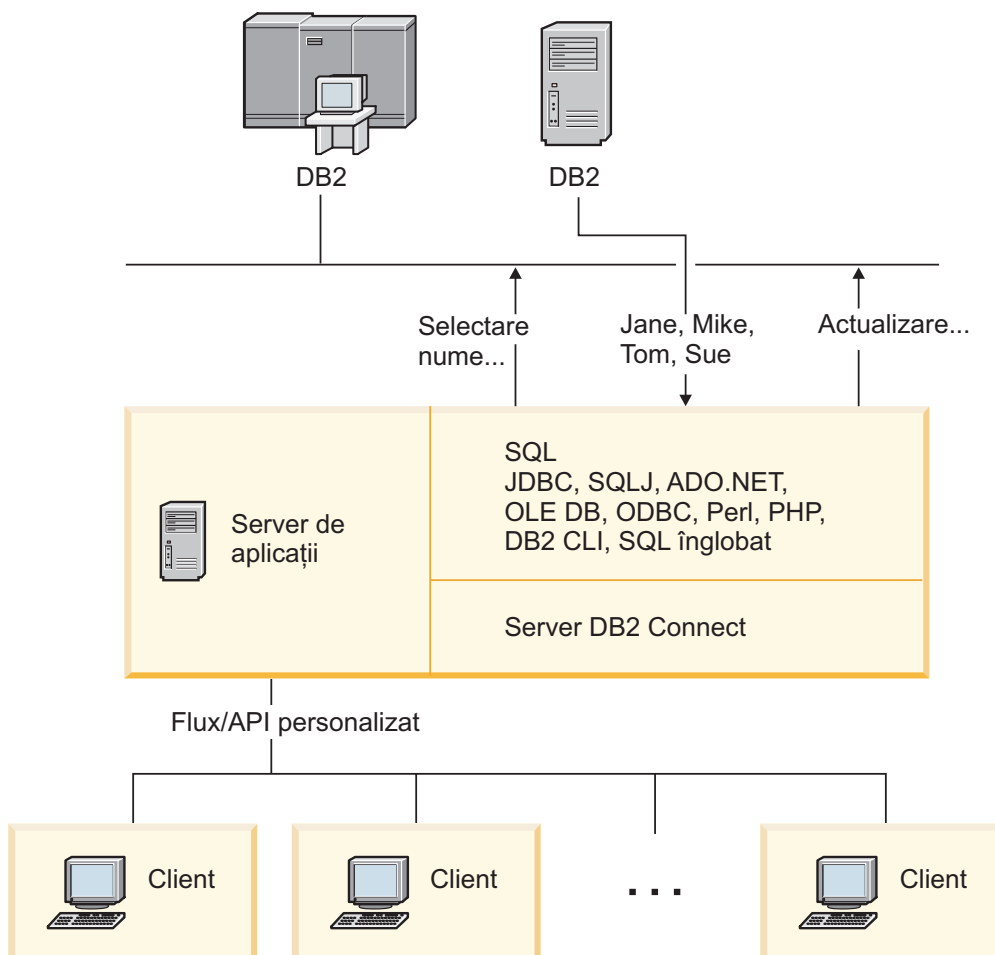 DB2
DB2
Selectare
nume...
Jane, Mike,
Tom, Sue
Actualizare...
Server de
aplicații
SQL
JDBC, SQLJ, ADO.NET,
OLE DB, ODBC, Perl, PHP,
DB2 CLI, SQL înglobat
Server DB2 Connect
Flux/API personalizat
Client
Client
...
Client